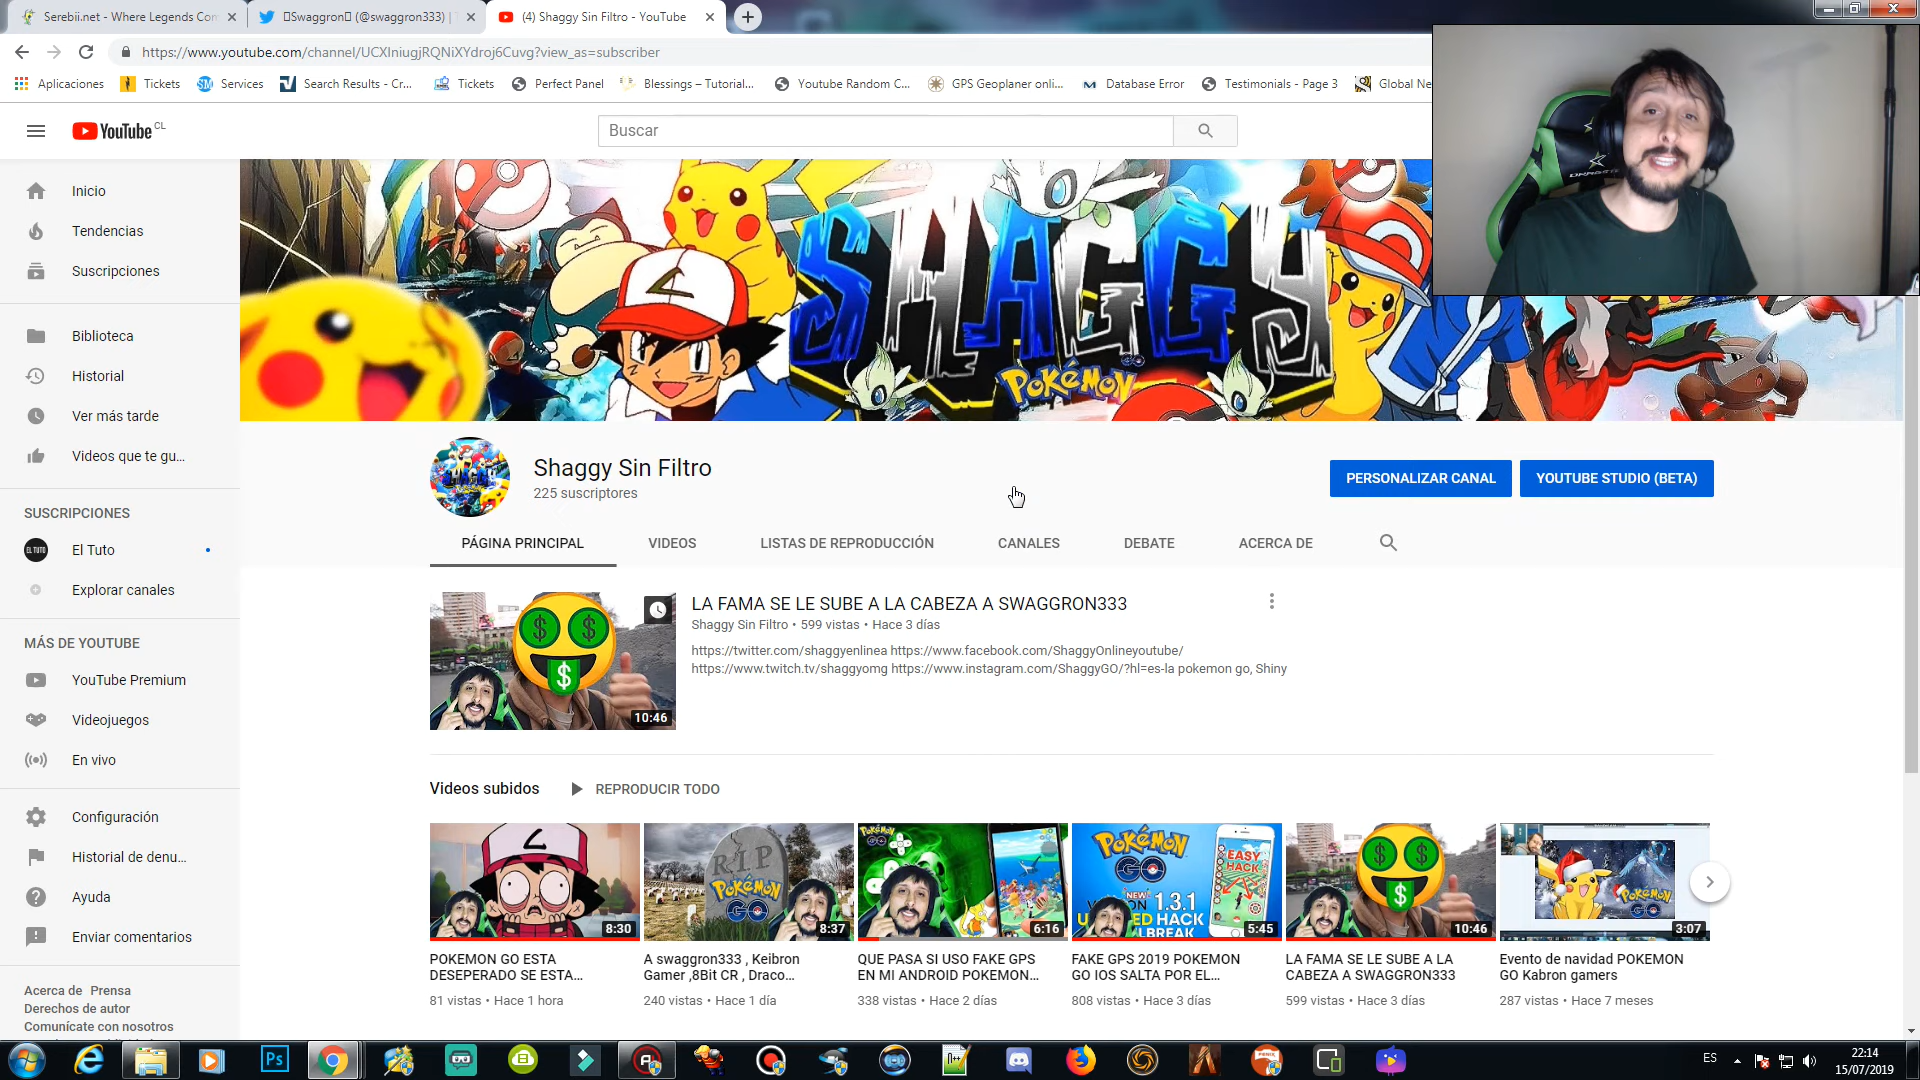 Serebii.net - Where Legends Con
Swaggron (@swaggron333) |
(4) Shaggy Sin Filtro - YouTube
https://www.youtube.com/channel/UCXIniugjRQNiXYdroj6Cuvg?view_as=subscriber
Aplicaciones
Tickets
Services
Search Results - Cr...
Tickets
Perfect Panel
Blessings – Tutorial...
Youtube Random C...
GPS Geoplaner onli...
Database Error
Testimonials - Page 3
Global Ne
YouTube CL
Buscar
Inicio
Tendencias
Suscripciones
Biblioteca
Historial
Ver más tarde
Videos que te gu...
SUSCRIPCIONES
El Tuto
Explorar canales
MÁS DE YOUTUBE
YouTube Premium
Videojuegos
En vivo
Configuración
Historial de denu...
Ayuda
Enviar comentarios
Acerca de Prensa
Derechos de autor
Comunícate con nosotros
SHAGGY
Pokémon GO
Shaggy Sin Filtro
225 suscriptores
PERSONALIZAR CANAL
YOUTUBE STUDIO (BETA)
PÁGINA PRINCIPAL
VIDEOS
LISTAS DE REPRODUCCIÓN
CANALES
DEBATE
ACERCA DE
10:46
LA FAMA SE LE SUBE A LA CABEZA A SWAGGRON333
Shaggy Sin Filtro • 599 vistas • Hace 3 días
https://twitter.com/shaggyenlinea https://www.facebook.com/ShaggyOnlineyoutube/
https://www.twitch.tv/shaggyomg https://www.instagram.com/ShaggyGO/?hl=es-la pokemon go, Shiny
Videos subidos
REPRODUCIR TODO
8:30
POKEMON GO ESTA
DESEPERADO SE ESTA...
81 vistas • Hace 1 hora
R.I.P
POKÉMON
GO
8:37
A swaggron333 , Keibron
Gamer ,8Bit CR , Draco...
240 vistas • Hace 1 día
POKÉMON
GO
6:16
QUE PASA SI USO FAKE GPS
EN MI ANDROID POKEMON...
338 vistas • Hace 2 días
POKÉMON
GO
EASY
HACK
NEW!
1.3.1
HACK
5:45
FAKE GPS 2019 POKEMON
GO IOS SALTA POR EL...
808 vistas • Hace 3 días
10:46
LA FAMA SE LE SUBE A LA
CABEZA A SWAGGRON333
599 vistas • Hace 3 días
Pokémon
GO
3:07
Evento de navidad POKEMON
GO Kabron gamers
287 vistas • Hace 7 meses
Ps
ES
22:14
15/07/2019